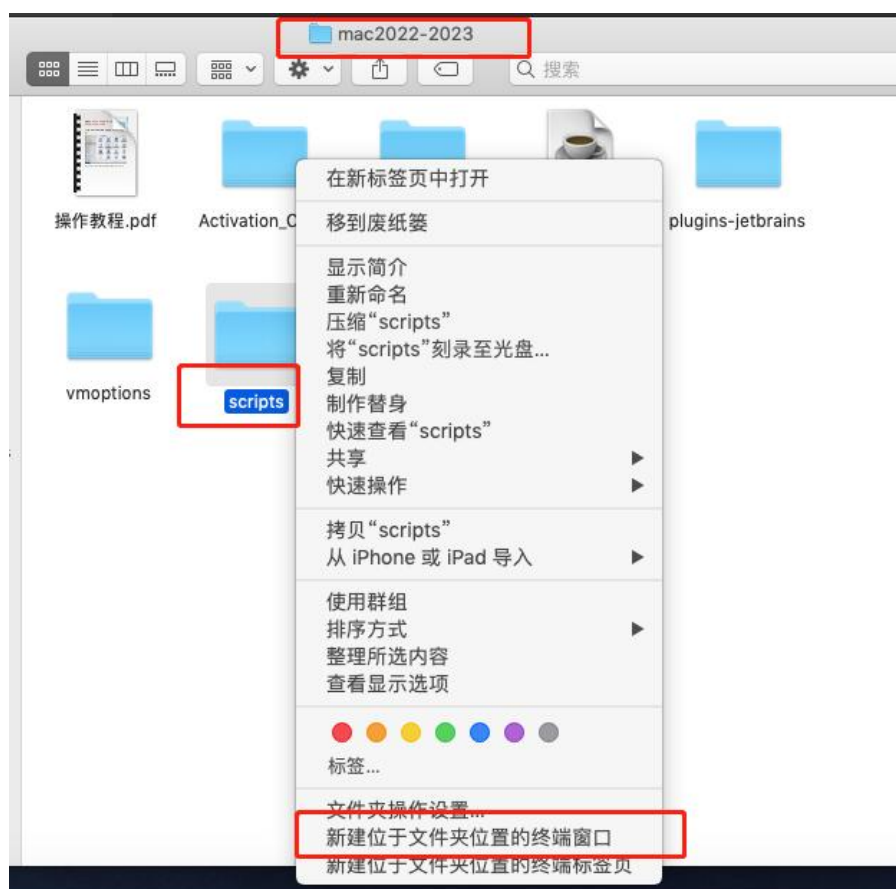 mac2022-2023
搜索
操作教程.pdf
Activation_C
plugins-jetbrains
vmoptions
scripts
在新标签页中打开
移到废纸篓
显示简介
重新命名
压缩“scripts”
将“scripts”刻录至光盘...
复制
制作替身
快速查看“scripts”
共享
快速操作
拷贝“scripts”
从 iPhone 或 iPad 导入
使用群组
排序方式
整理所选内容
查看显示选项
标签...
文件夹操作设置...
新建位于文件夹位置的终端窗口
新建位于文件夹位置的终端标签页